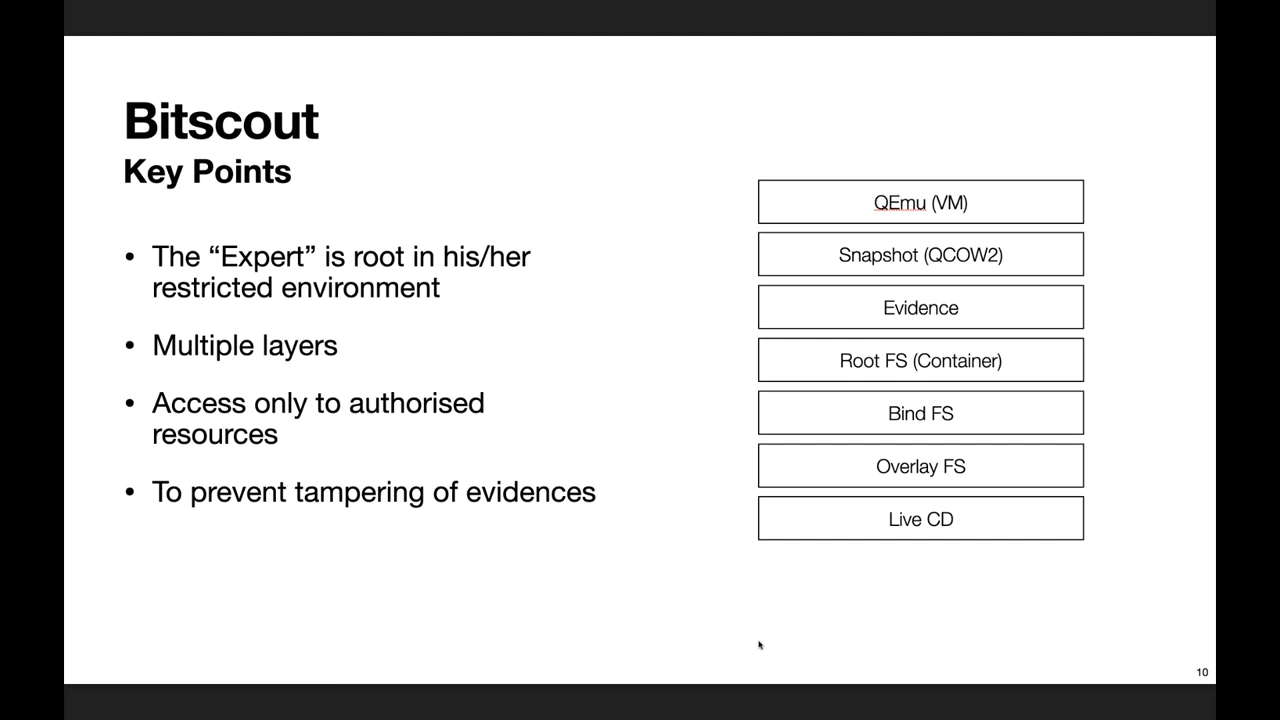 Bitscout
Key Points
• The “Expert” is root in his/her
restricted environment
• Multiple layers
• Access only to authorised
resources
• To prevent tampering of evidences
QEmu (VM)
Snapshot (QCOW2)
Evidence
Root FS (Container)
Bind FS
Overlay FS
Live CD
10